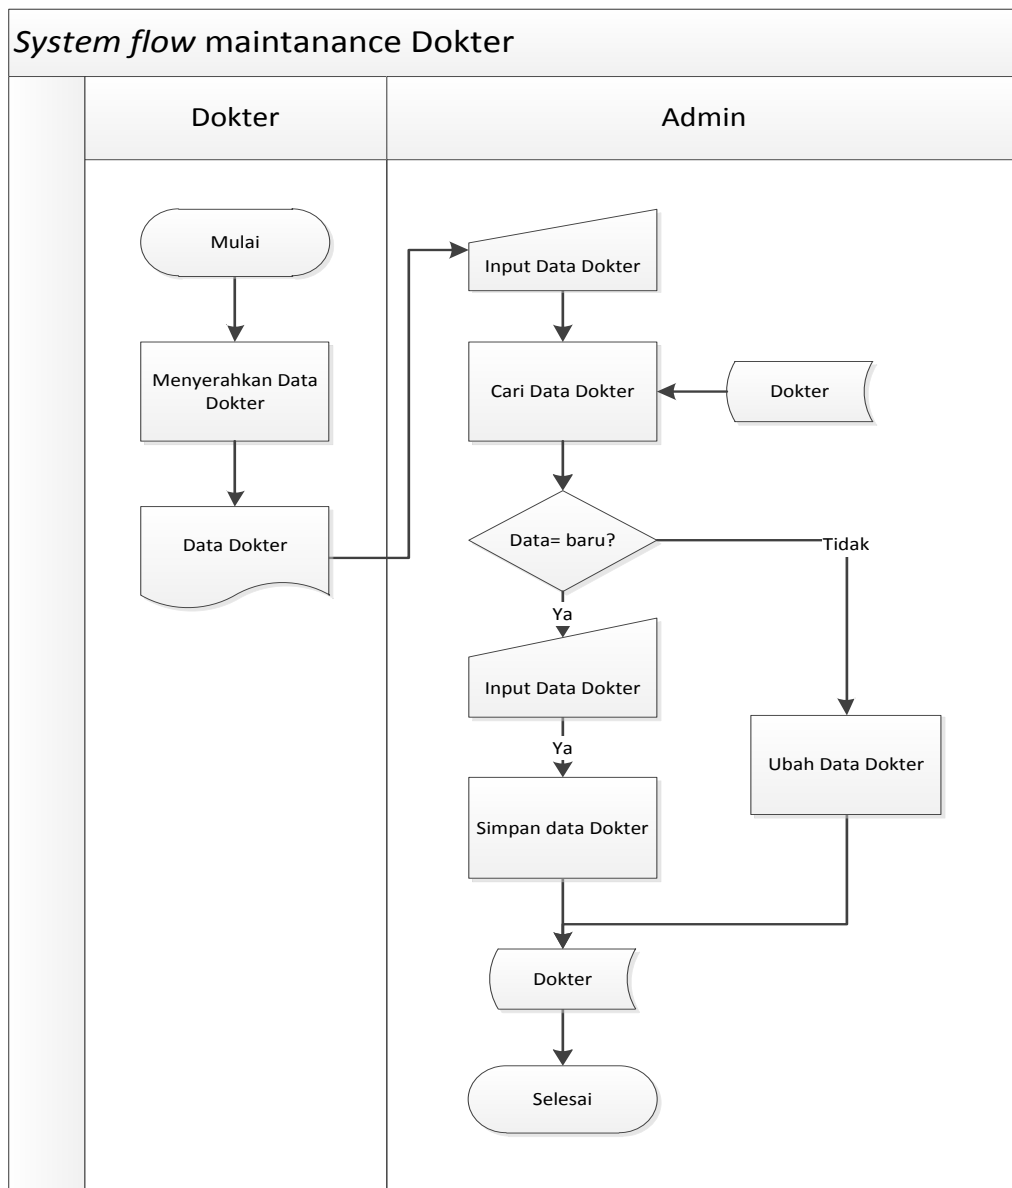 System flow maintanance Dokter
Dokter
Admin
Mulai
Menyerahkan Data
Dokter
Data Dokter
Input Data Dokter
Cari Data Dokter
Dokter
Data= baru?
Tidak
Ya
Input Data Dokter
Ya
Ubah Data Dokter
Simpan data Dokter
Dokter
Selesai